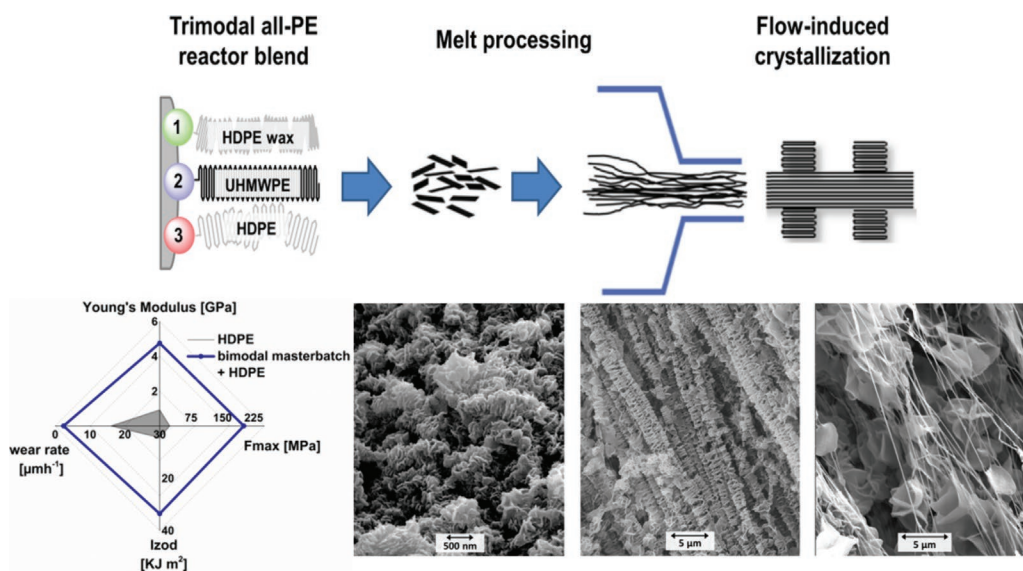 Trimodal all-PE
reactor blend
Melt processing
Flow-induced
crystallization
1
HDPE wax
2
UHMWPE
3
HDPE
Young's Modulus [GPa]
6
HDPE
bimodal masterbatch
+ HDPE
4
2
75
150
225
0
10
20
30
wear rate
[µmh⁻¹]
Fmax [MPa]
20
40
Izod
[KJ m²]
500 nm
5 µm
5 µm